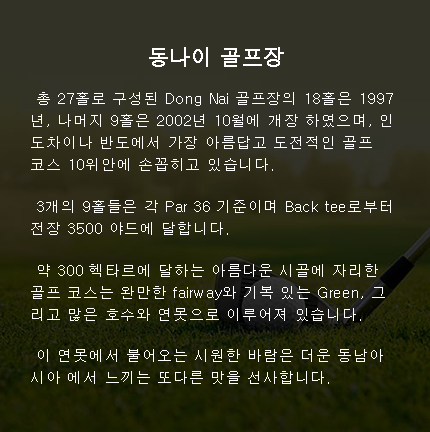 동나이 골프장
총 27홀로 구성된 Dong Nai 골프장의 18홀은 1997
년, 나머지 9홀은 2002년 10월에 개장 하였으며, 인
도차이나 반도에서 가장 아름답고 도전적인 골프
코스 10위안에 손꼽히고 있습니다.
3개의 9홀들은 각 Par 36 기준이며 Back tee로부터
전장 3500 야드에 달합니다.
약 300 헥타르에 달하는 아름다운 시골에 자리한
골프 코스는 완만한 fairway와 기복 있는 Green, 그
리고 많은 호수와 연못으로 이루어져 있습니다.
이 연못에서 불어오는 시원한 바람은 더운 동남아
시아 에서 느끼는 또다른 맛을 선사합니다.